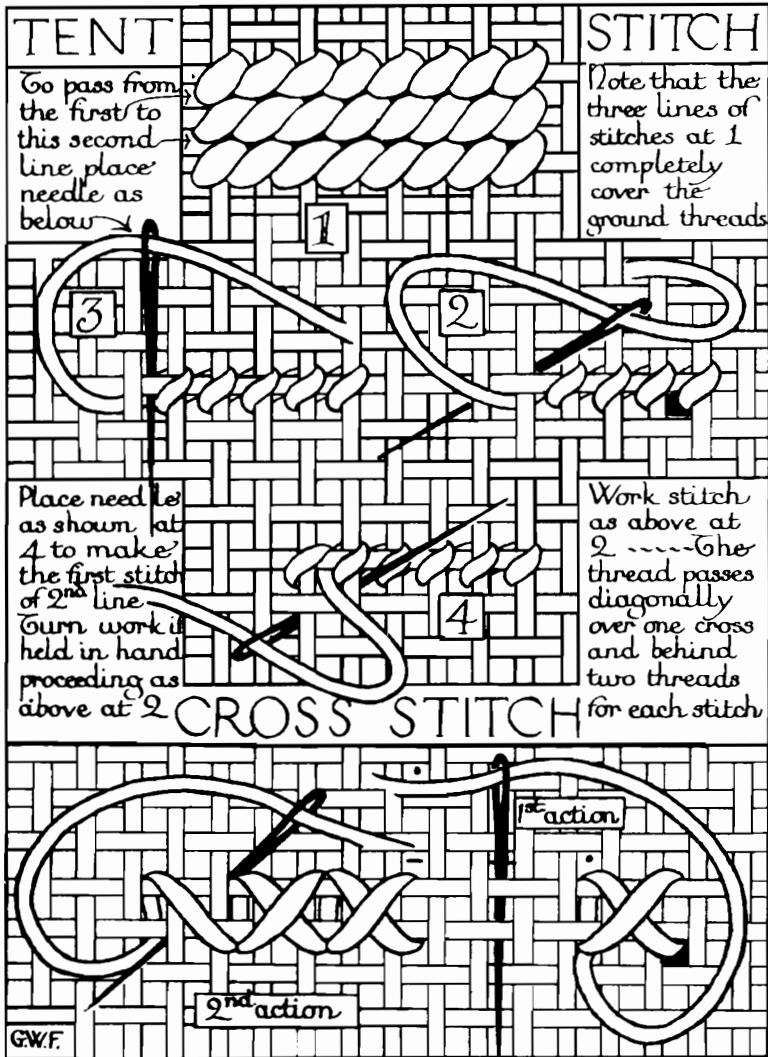 TENT STITCH
To pass from
the first to
this second
line place
needle as
below
Note that the
three lines of
stitches at 1
completely
cover the
ground threads
1
3
2
Place needle
as shown at
4 to make
the first stitch
of 2nd line
Turn work if
held in hand
proceeding as
above at 2
4
Work stitch
as above at
2 ----- The
thread passes
diagonally
over one cross
and behind
two threads
for each stitch
CROSS STITCH
1st action
2nd action
G.W.F.